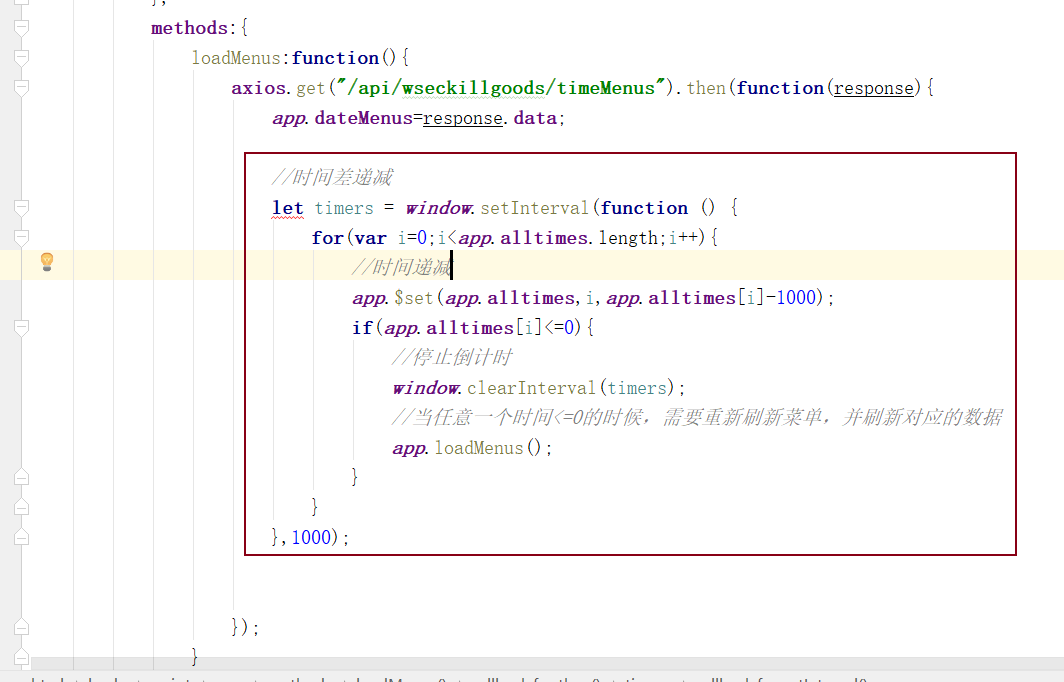 },
methods:{
loadMenus:function(){
axios.get("/api/wseckillgoods/timeMenus").then(function(response){
app.dateMenus=response.data;
//时间差递减
let timers = window.setInterval(function () {
for(var i=0;i<app.alltimes.length;i++){
//时间递减
app.$set(app.alltimes,i,app.alltimes[i]-1000);
if(app.alltimes[i]<=0){
//停止倒计时
window.clearInterval(timers);
//当任意一个时间<=0的时候，需要重新刷新菜单，并刷新对应的数据
app.loadMenus();
}
}
},1000);
});
}